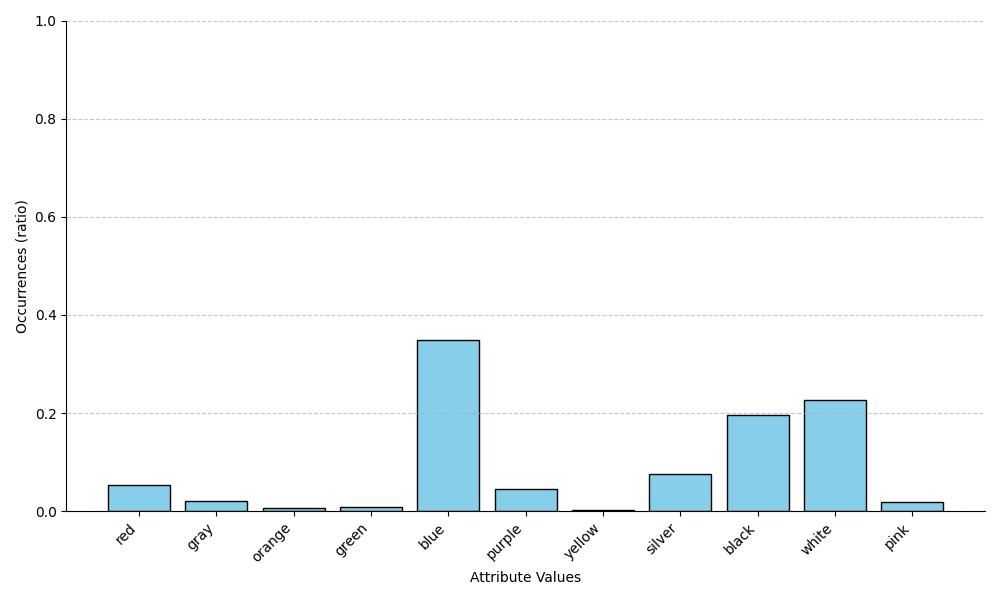 1.0
0.8
0.6
0.4
0.2
0.0
Occurrences (ratio)
red
gray
orange
green
blue
purple
yellow
silver
black
white
pink
Attribute Values